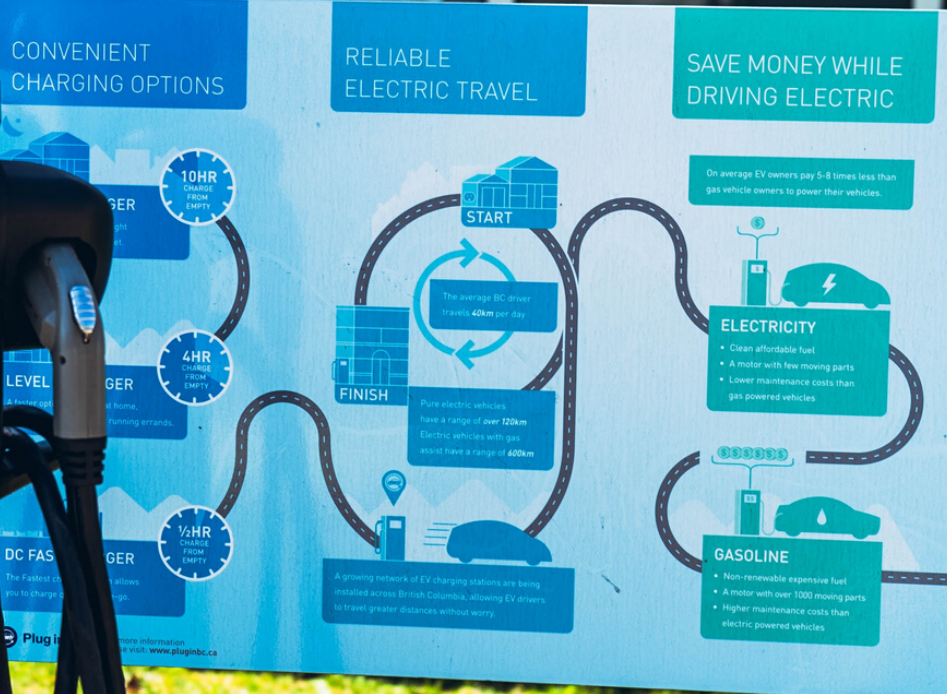 CONVENIENT
CHARGING OPTIONS
10HR
CHARGE
FROM
EMPTY
4HR
CHARGE
FROM
EMPTY
LEVEL
A faster opti
at home,
running errands.
½HR
CHARGE
FROM
EMPTY
DC
The Fastest
allows
you to charge
Plug in
more information
visit: www.pluginbc.ca
RELIABLE
ELECTRIC TRAVEL
START
The average BC driver
travels 40km per day
FINISH
Pure electric vehicles
have a range of over 120km
Electric vehicles with gas
assist have a range of 600km
A growing network of EV charging stations are being
installed across British Columbia, allowing EV drivers
to travel greater distances without worry.
SAVE MONEY WHILE
DRIVING ELECTRIC
On average EV owners pay 5-8 times less than
gas vehicle owners to power their vehicles.
$
$
ELECTRICITY
• Clean affordable fuel
• A motor with few moving parts
• Lower maintenance costs than
gas powered vehicles
$$$$$$
$$
GASOLINE
• Non-renewable expensive fuel
• A motor with over 1000 moving parts
• Higher maintenance costs than
electric powered vehicles